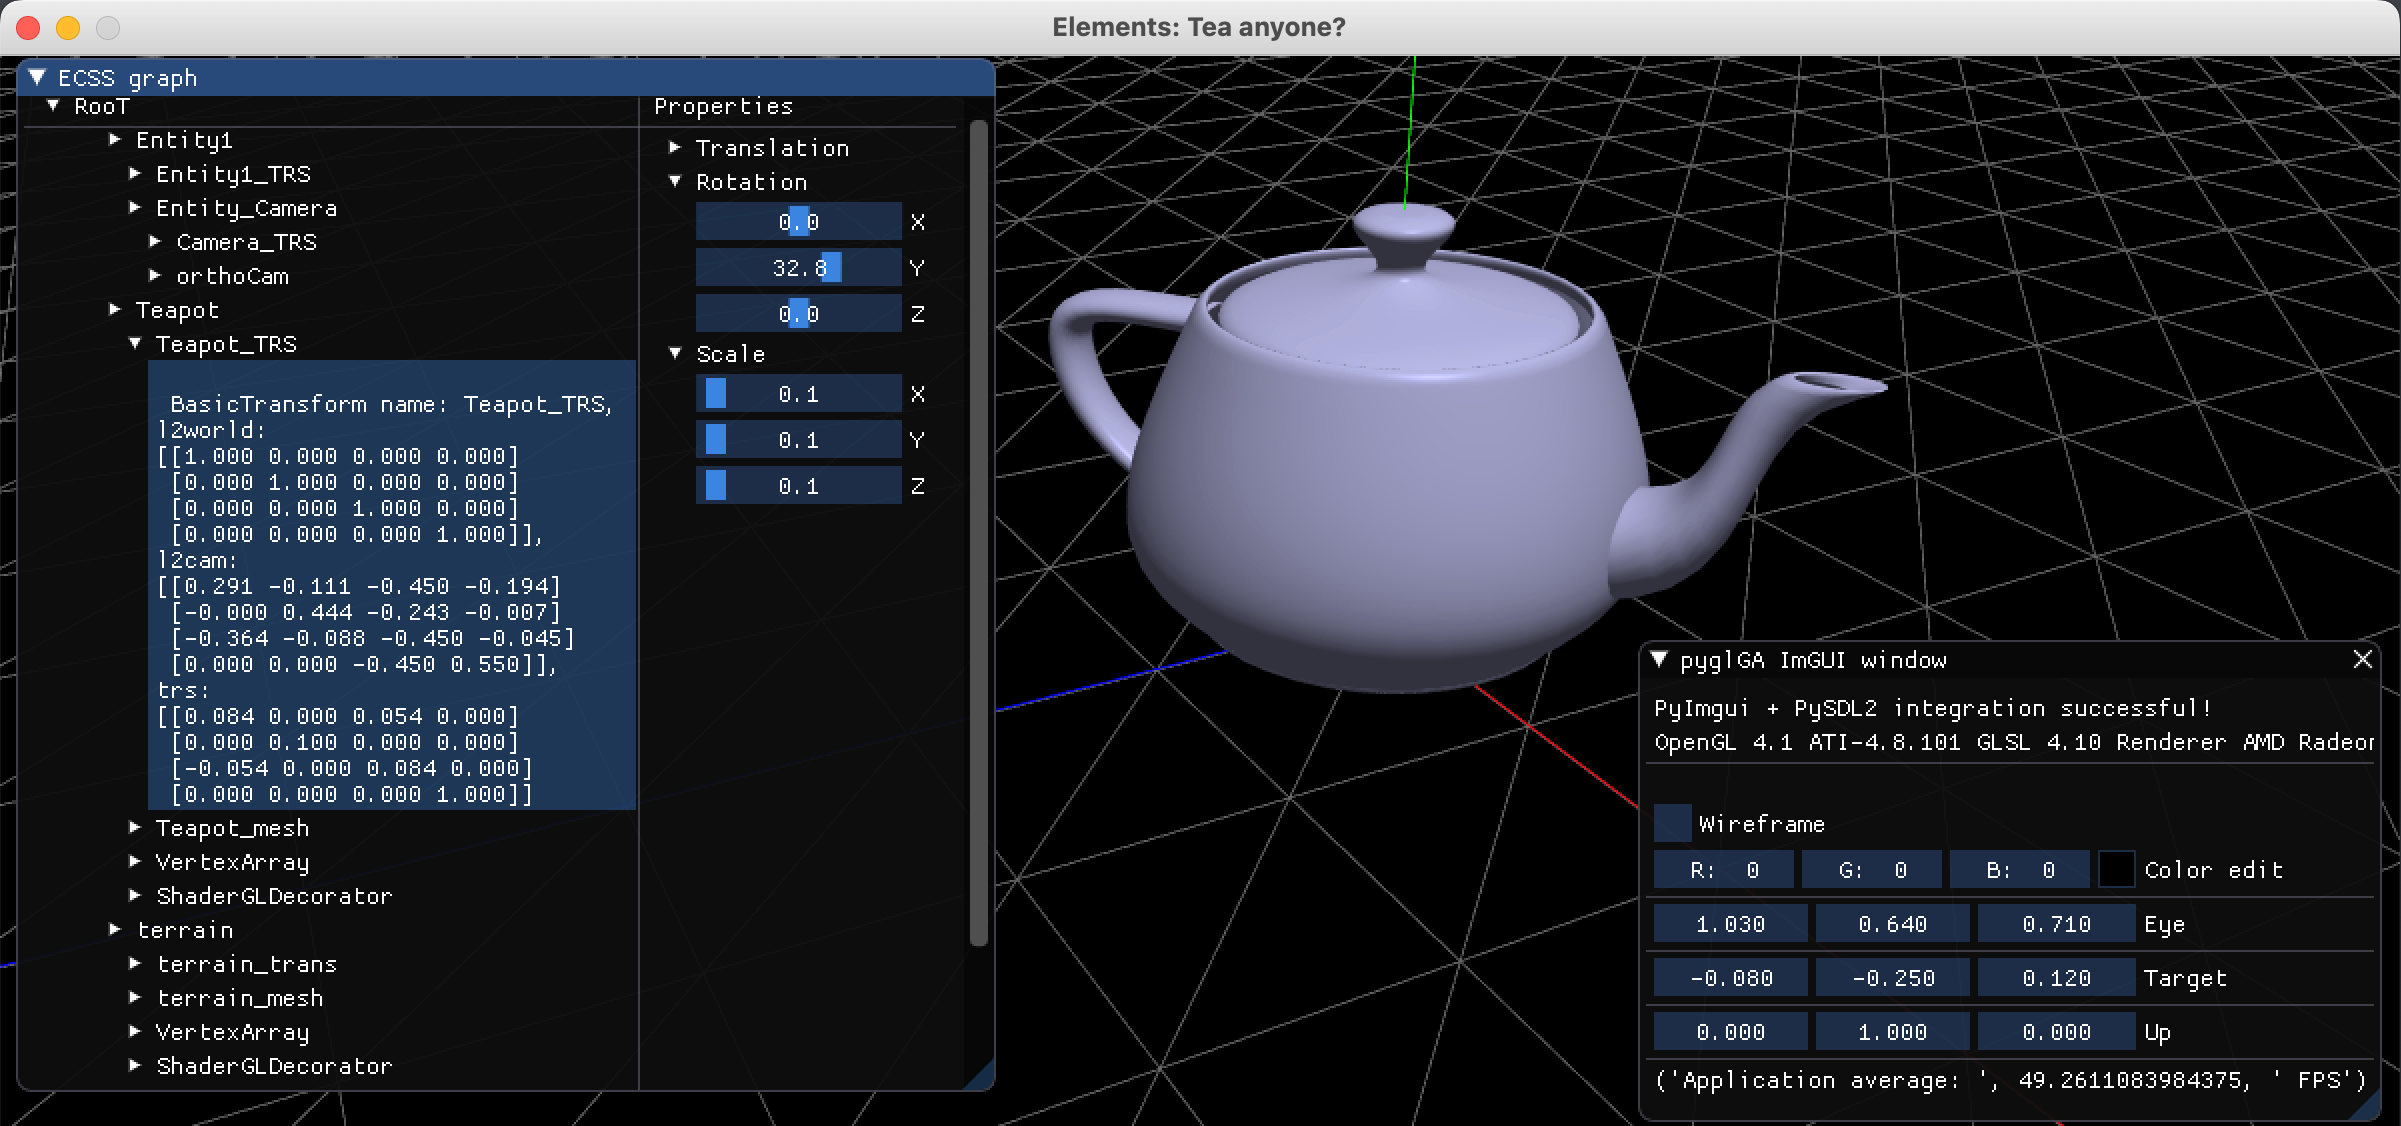 Elements: Tea anyone?
ECSS graph
RooT
Entity1
Entity1_TRS
Entity_Camera
Camera_TRS
orthoCam
Teapot
Teapot_TRS
BasicTransform name: Teapot_TRS,
l2world:
[[1.000 0.000 0.000 0.000]
[0.000 1.000 0.000 0.000]
[0.000 0.000 1.000 0.000]
[0.000 0.000 0.000 1.000]],
l2cam:
[[0.291 -0.111 -0.450 -0.194]
[-0.000 0.444 -0.243 -0.007]
[-0.364 -0.088 -0.450 -0.045]
[0.000 0.000 -0.450 0.550]],
trs:
[[0.084 0.000 0.054 0.000]
[0.000 0.100 0.000 0.000]
[-0.054 0.000 0.084 0.000]
[0.000 0.000 0.000 1.000]]
Teapot_mesh
VertexArray
ShaderGLDecorator
terrain
terrain_trans
terrain_mesh
VertexArray
ShaderGLDecorator
Properties
Translation
Rotation
0.0 X
32.8 Y
0.0 Z
Scale
0.1 X
0.1 Y
0.1 Z
pyglGA ImGUI window
PyImgui + PySDL2 integration successful!
OpenGL 4.1 ATI-4.8.101 GLSL 4.10 Renderer AMD Radeon
Wireframe
R: 0 G: 0 B: 0 Color edit
1.030 0.640 0.710 Eye
-0.080 -0.250 0.120 Target
0.000 1.000 0.000 Up
('Application average: ', 49.2611083984375, ' FPS')